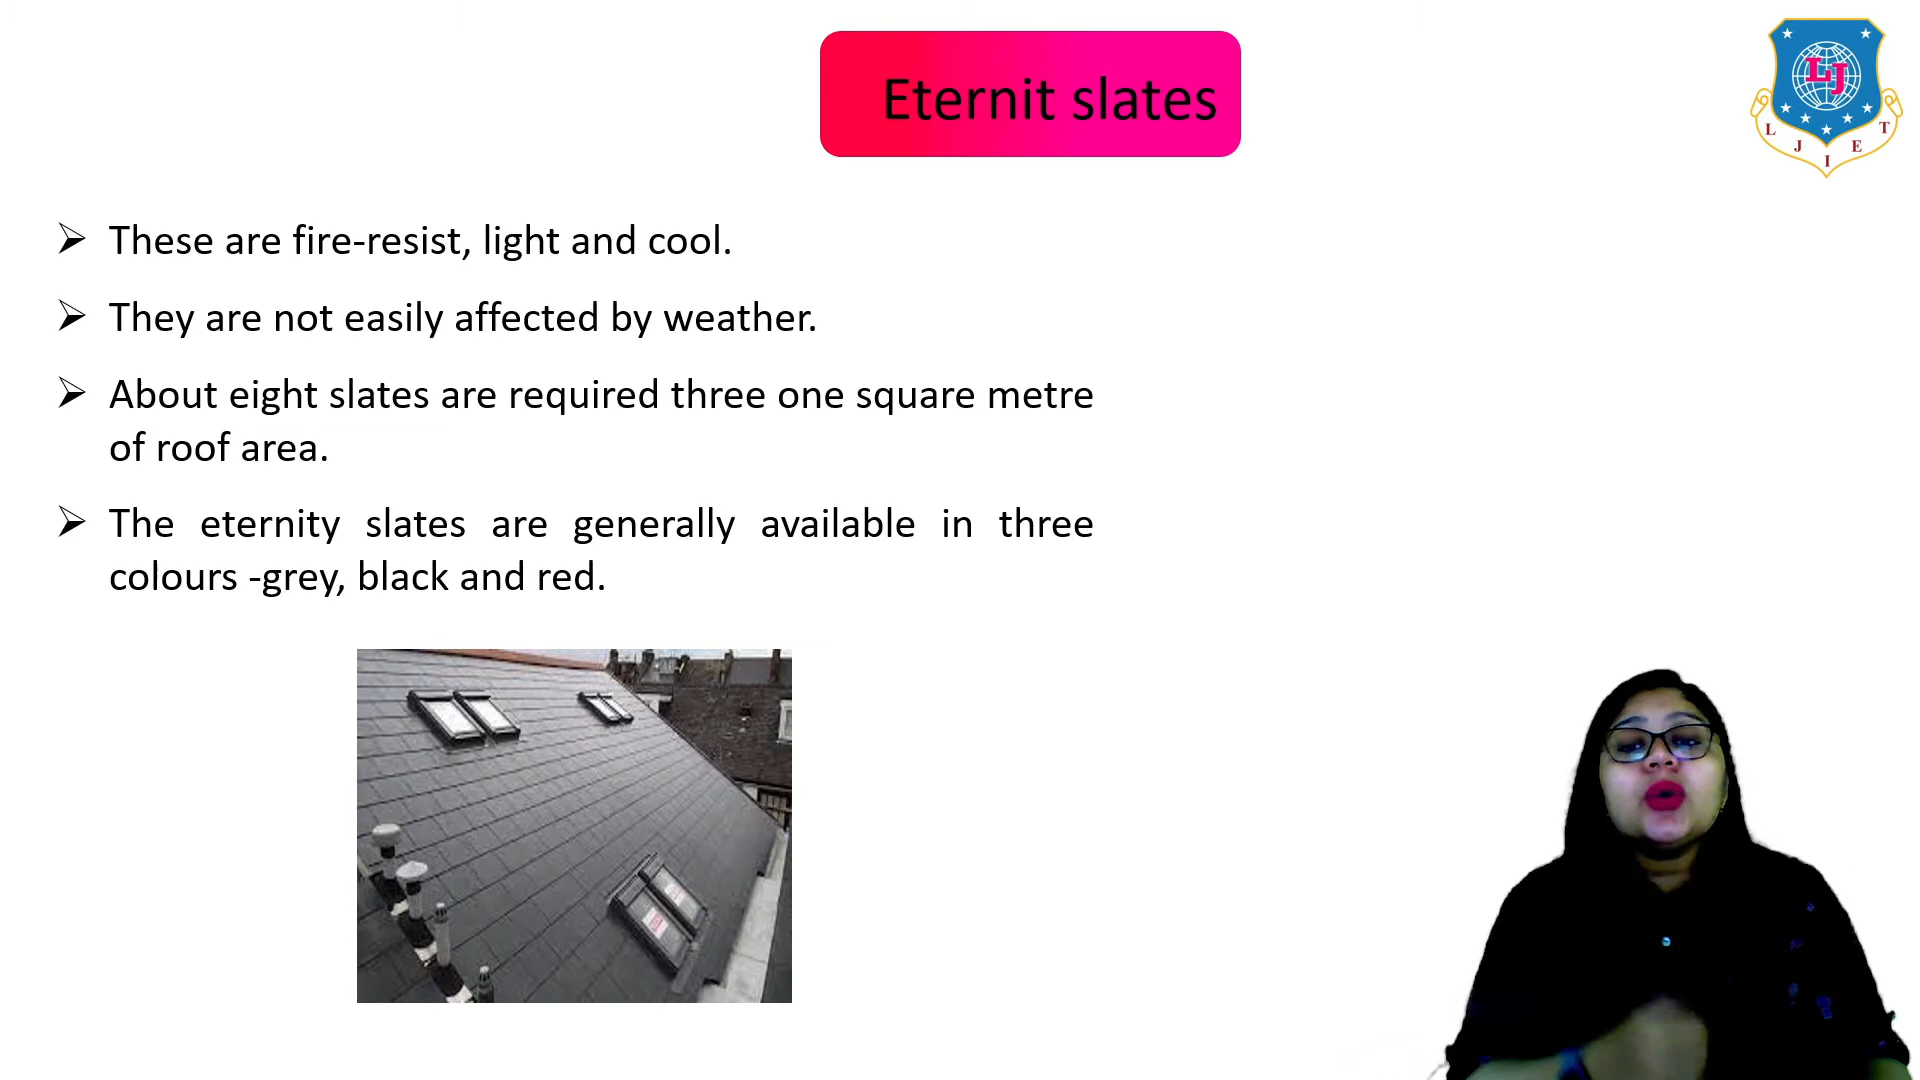 Eternit slates
LJ
L J I E T
These are fire-resist, light and cool.
They are not easily affected by weather.
About eight slates are required three one square metre
of roof area.
The eternity slates are generally available in three
colours -grey, black and red.